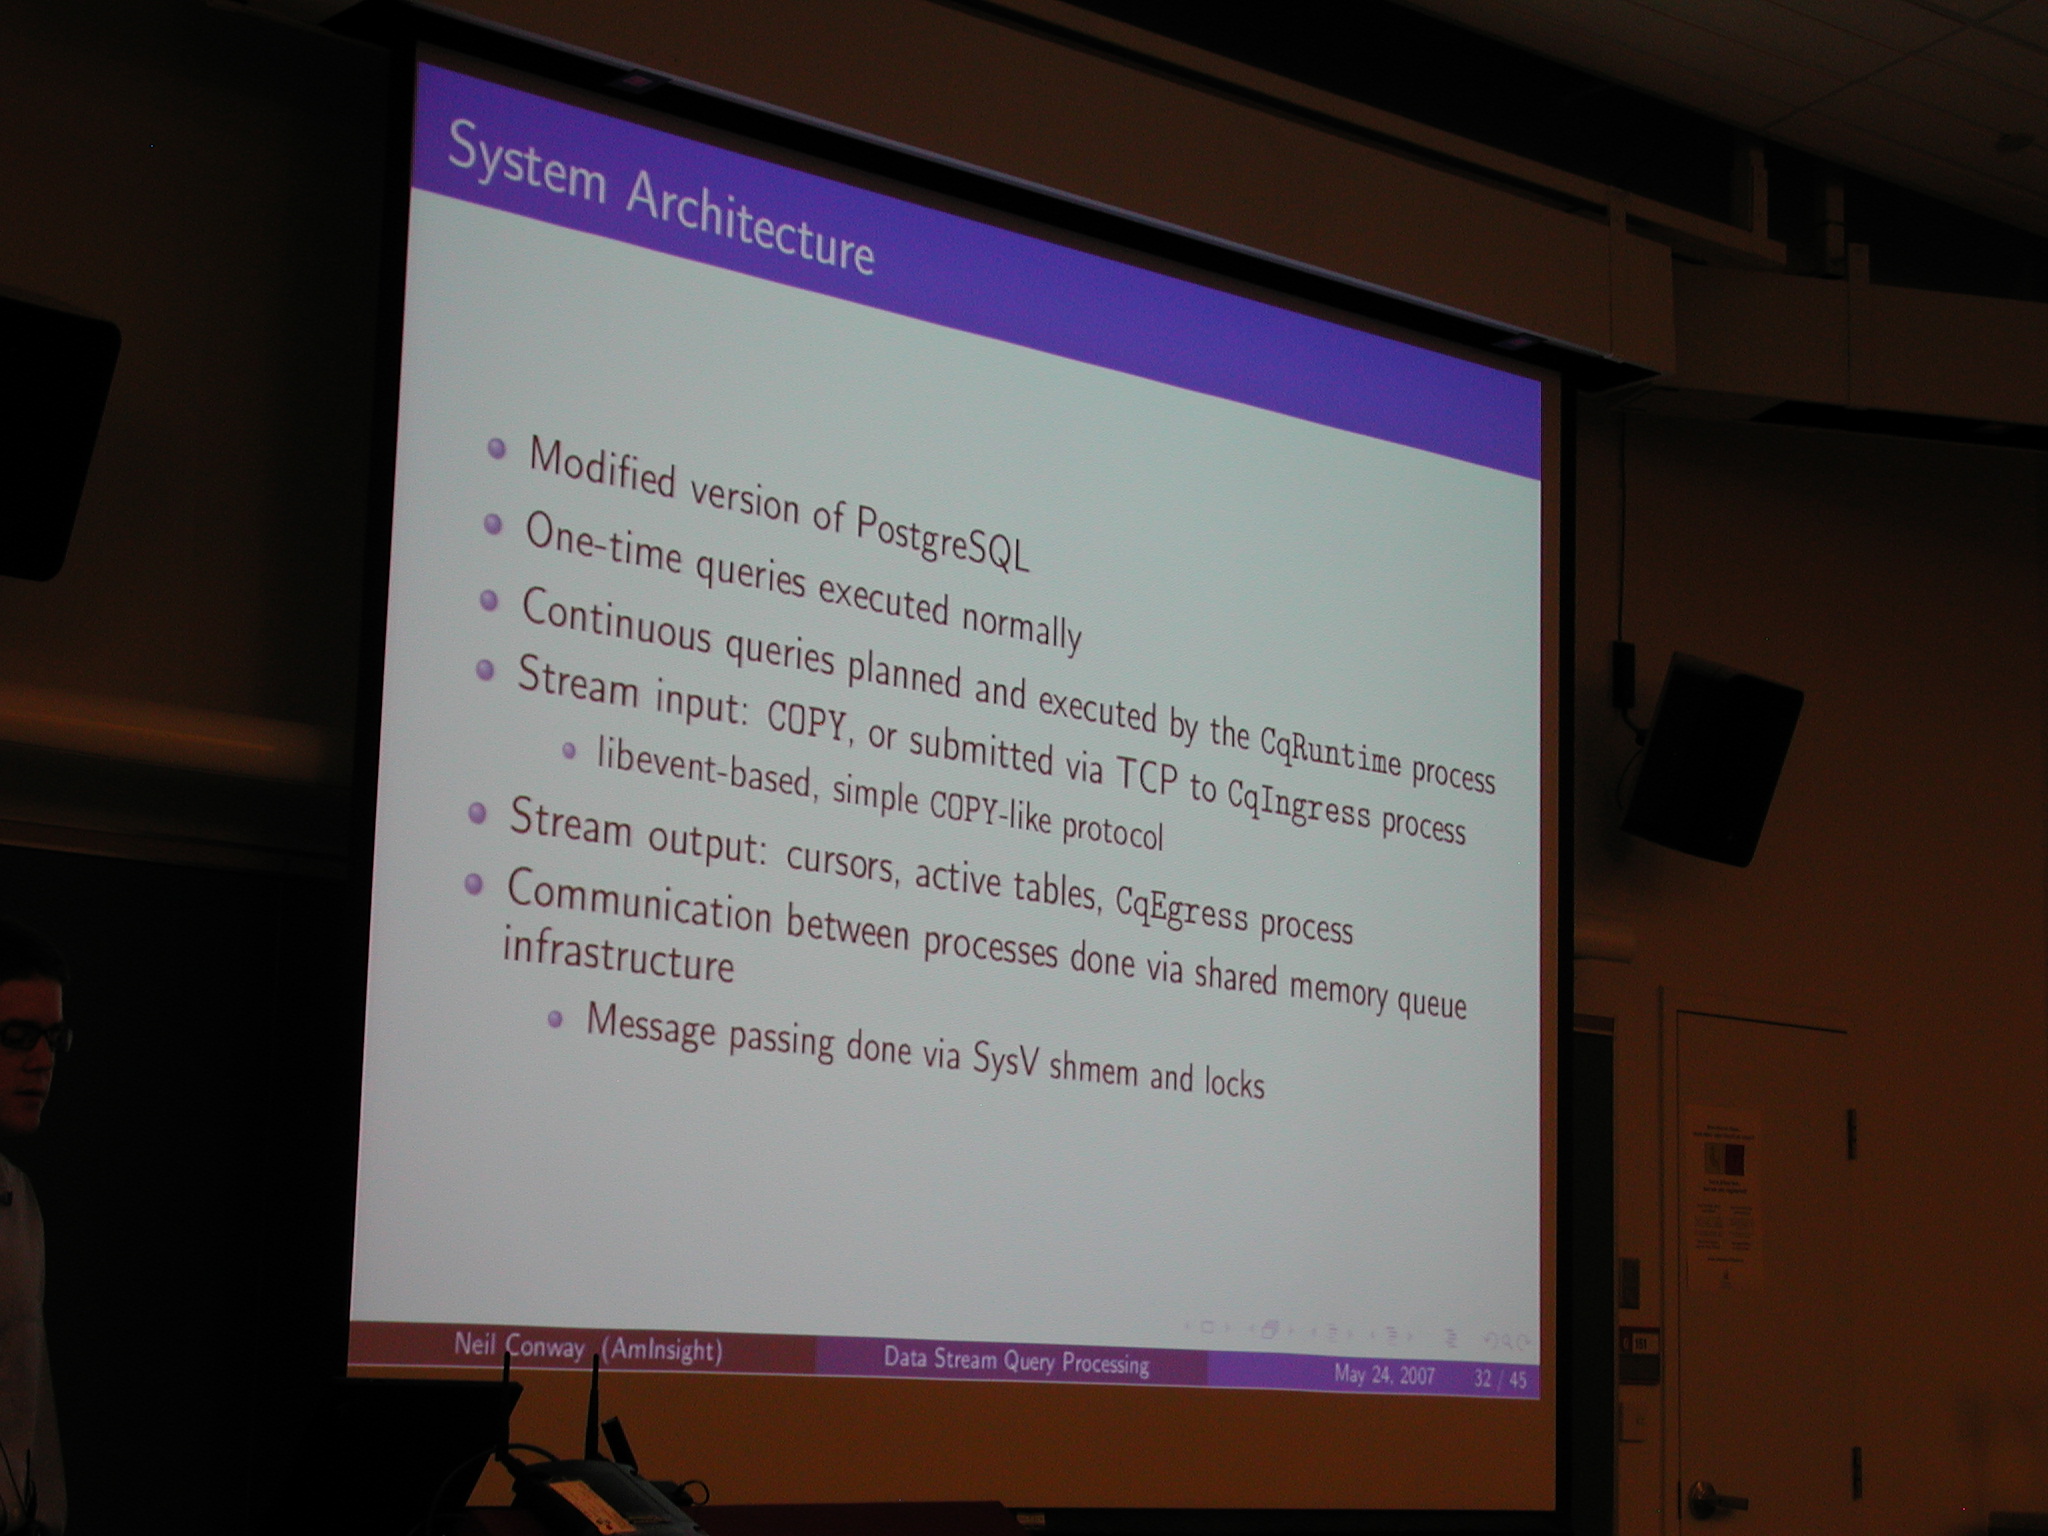 System Architecture
Modified version of PostgreSQL
One-time queries executed normally
Continuous queries planned and executed by the CqRuntime process
Stream input: COPY, or submitted via TCP to CqIngress process
libevent-based, simple COPY-like protocol
Stream output: cursors, active tables, CqEgress process
Communication between processes done via shared memory queue
infrastructure
Message passing done via SysV shmem and locks
Neil Conway (AmInsight)
Data Stream Query Processing
May 24, 2007
32 / 45